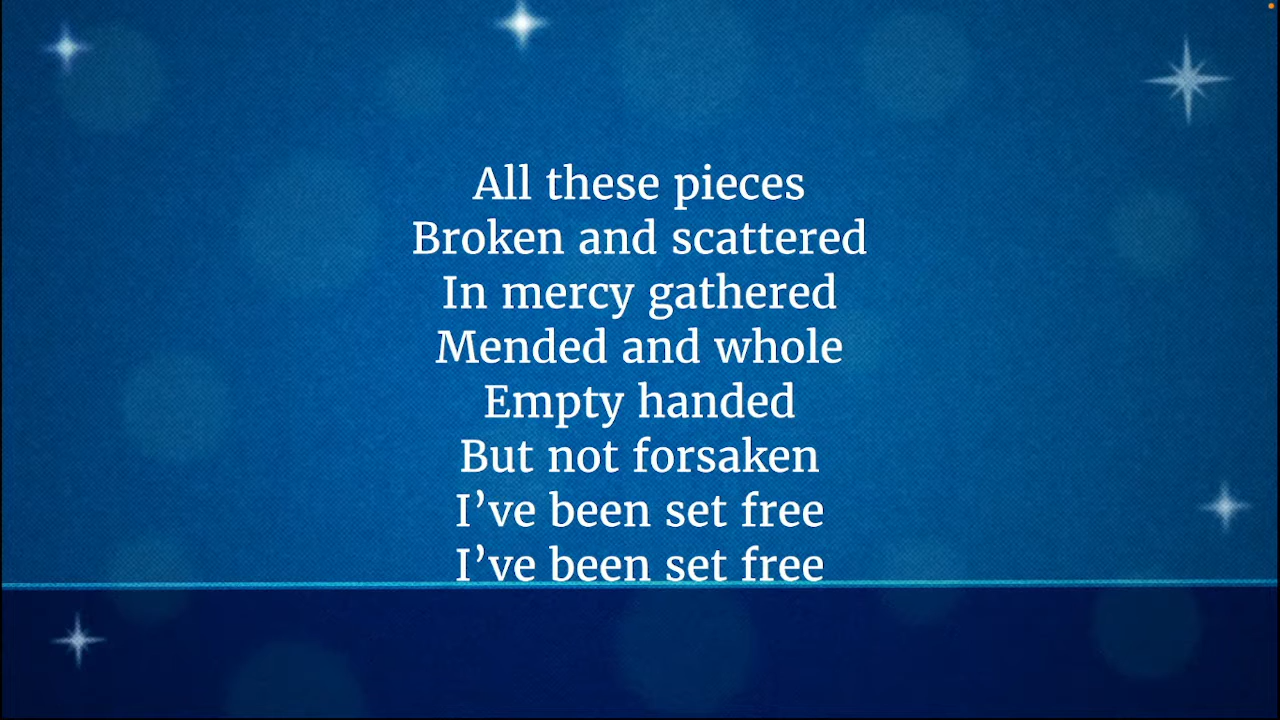 All these pieces
Broken and scattered
In mercy gathered
Mended and whole
Empty handed
But not forsaken
I’ve been set free
I’ve been set free